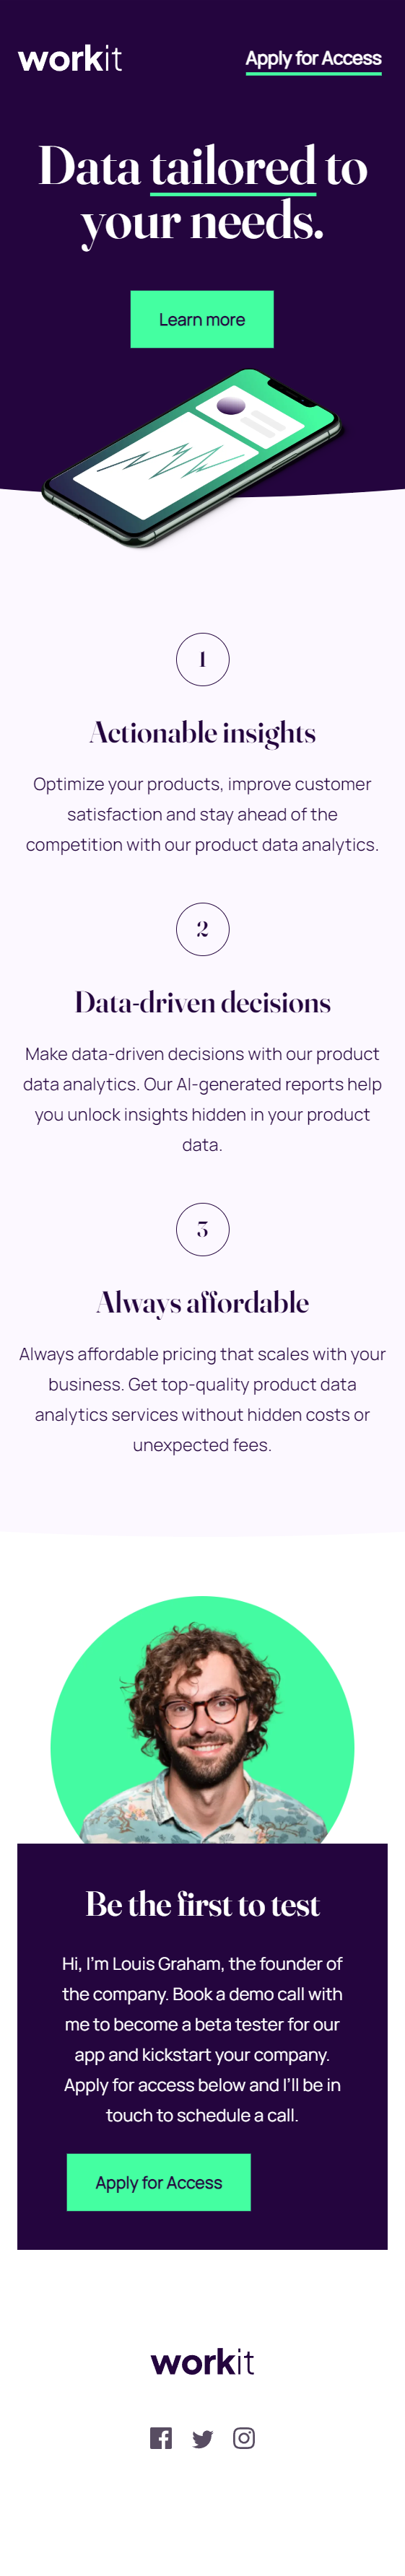 workit
Apply for Access
Data tailored to
your needs.
Learn more
1
Actionable insights
Optimize your products, improve customer
satisfaction and stay ahead of the
competition with our product data analytics.
2
Data-driven decisions
Make data-driven decisions with our product
data analytics. Our AI-generated reports help
you unlock insights hidden in your product
data.
3
Always affordable
Always affordable pricing that scales with your
business. Get top-quality product data
analytics services without hidden costs or
unexpected fees.
Be the first to test
Hi, I'm Louis Graham, the founder of
the company. Book a demo call with
me to become a beta tester for our
app and kickstart your company.
Apply for access below and I'll be in
touch to schedule a call.
Apply for Access
workit